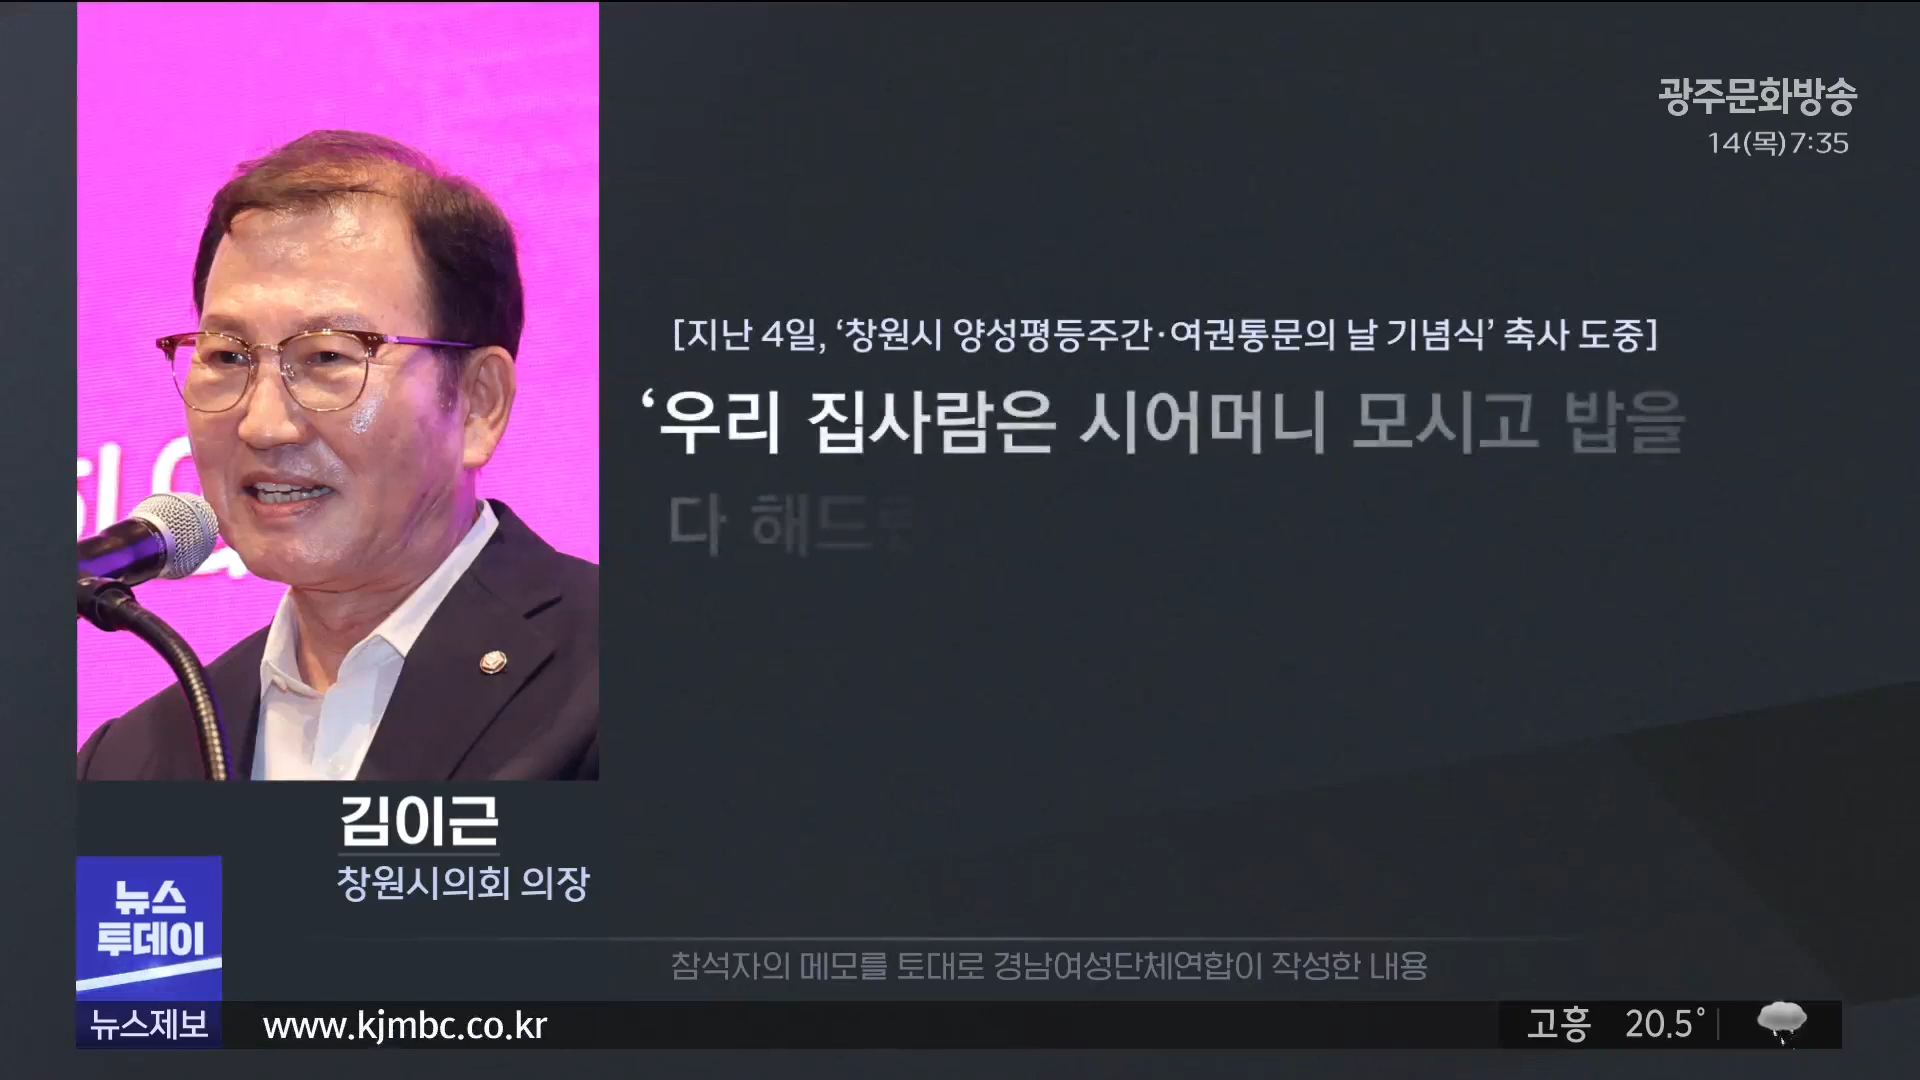 광주문화방송
14(목)7:35
[지난 4일, ‘창원시 양성평등주간·여권통문의 날 기념식’ 축사 도중]
‘우리 집사람은 시어머니 모시고 밥을
다 해드
김이근
창원시의회 의장
뉴스
투데이
참석자의 메모를 토대로 경남여성단체연합이 작성한 내용
뉴스제보 www.kjmbc.co.kr
고흥 20.5°